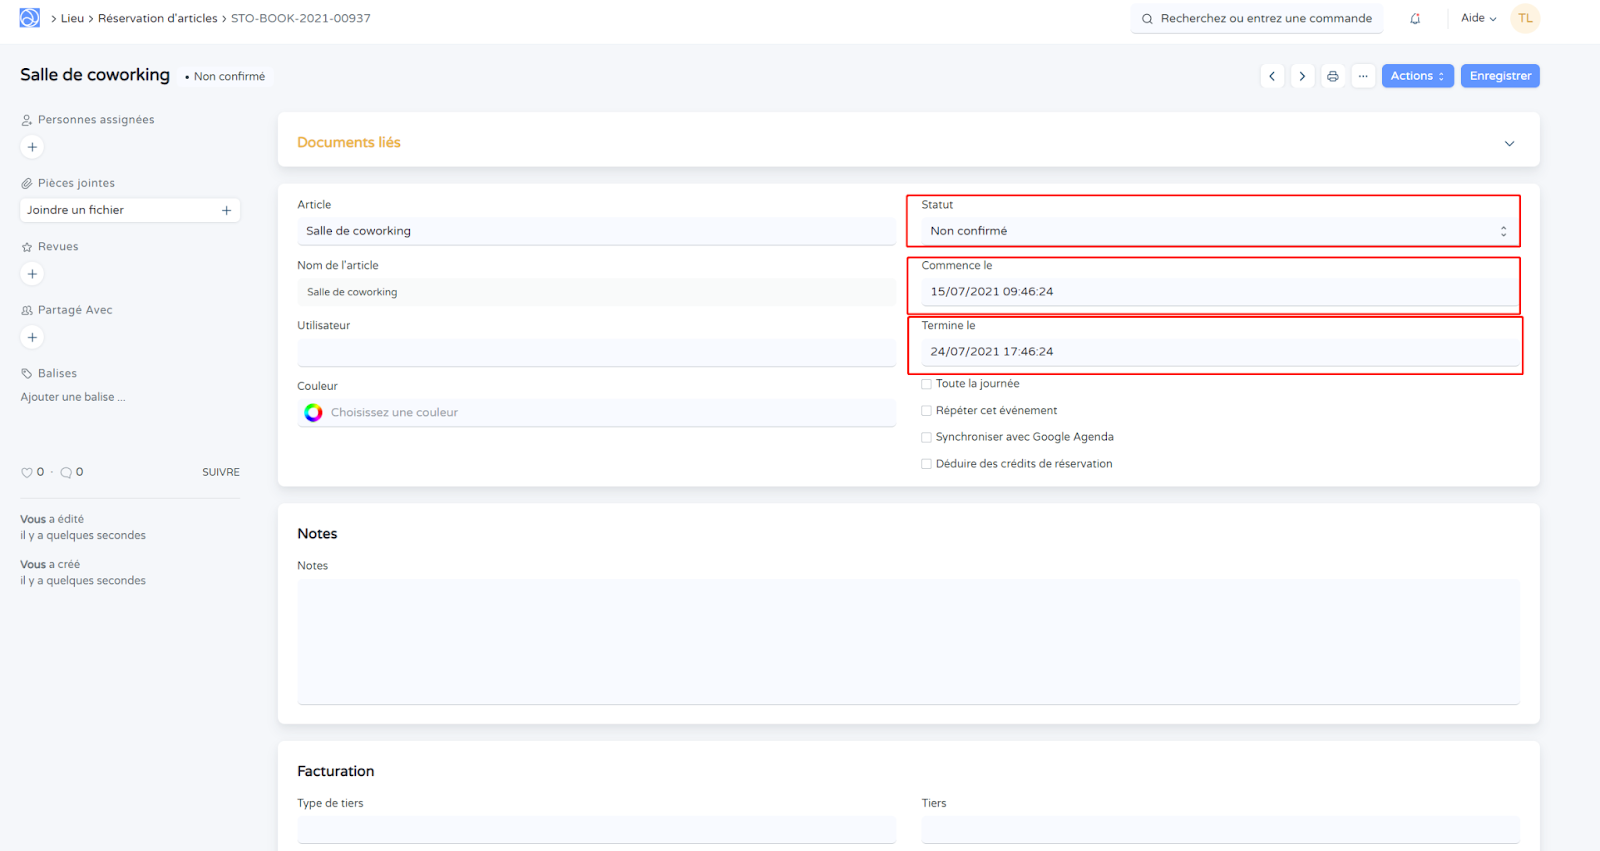 Lieu
Réservation d'articles
STO-BOOK-2021-00937
Recherchez ou entrez une commande
Aide
TL
Salle de coworking
• Non confirmé
...
Actions
Enregistrer
Personnes assignées
Pièces jointes
Joindre un fichier
Revues
Partagé Avec
Balises
Ajouter une balise ...
0 · 0
SUIVRE
Vous a édité
il y a quelques secondes
Vous a créé
il y a quelques secondes
Documents liés
Article
Salle de coworking
Nom de l'article
Salle de coworking
Utilisateur
Couleur
Choisissez une couleur
Statut
Non confirmé
Commence le
15/07/2021 09:46:24
Termine le
24/07/2021 17:46:24
Toute la journée
Répéter cet événement
Synchroniser avec Google Agenda
Déduire des crédits de réservation
Notes
Notes
Facturation
Type de tiers
Tiers